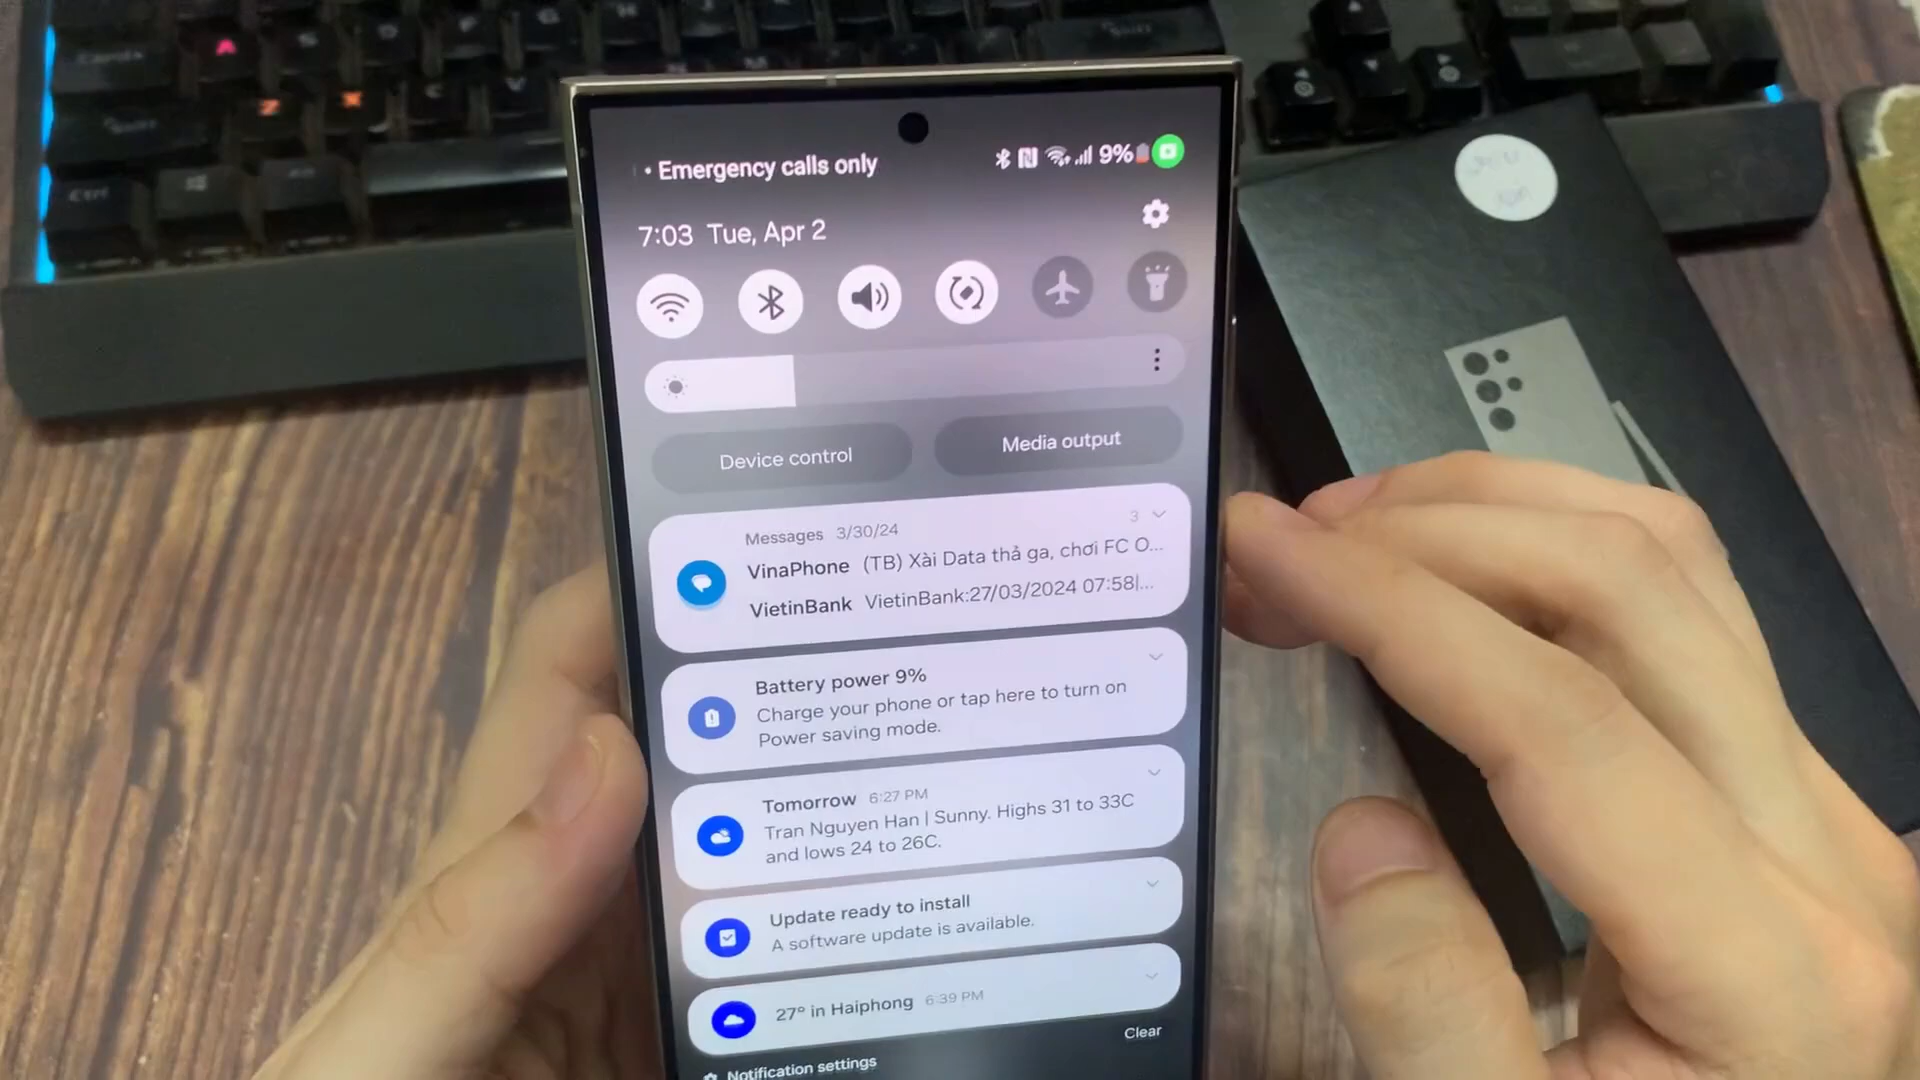 • Emergency calls only
9%
7:03 Tue, Apr 2
Device control
Media output
Messages 3/30/24
3
VinaPhone (TB) Xài Data thả ga, chơi FC O...
VietinBank VietinBank:27/03/2024 07:58|...
Battery power 9%
Charge your phone or tap here to turn on
Power saving mode.
Tomorrow 6:27 PM
Tran Nguyen Han | Sunny. Highs 31 to 33C
and lows 24 to 26C.
Update ready to install
A software update is available.
27° in Haiphong 6:39 PM
Clear
Notification settings
A
Z
X
C
V
Ctrl
Shift